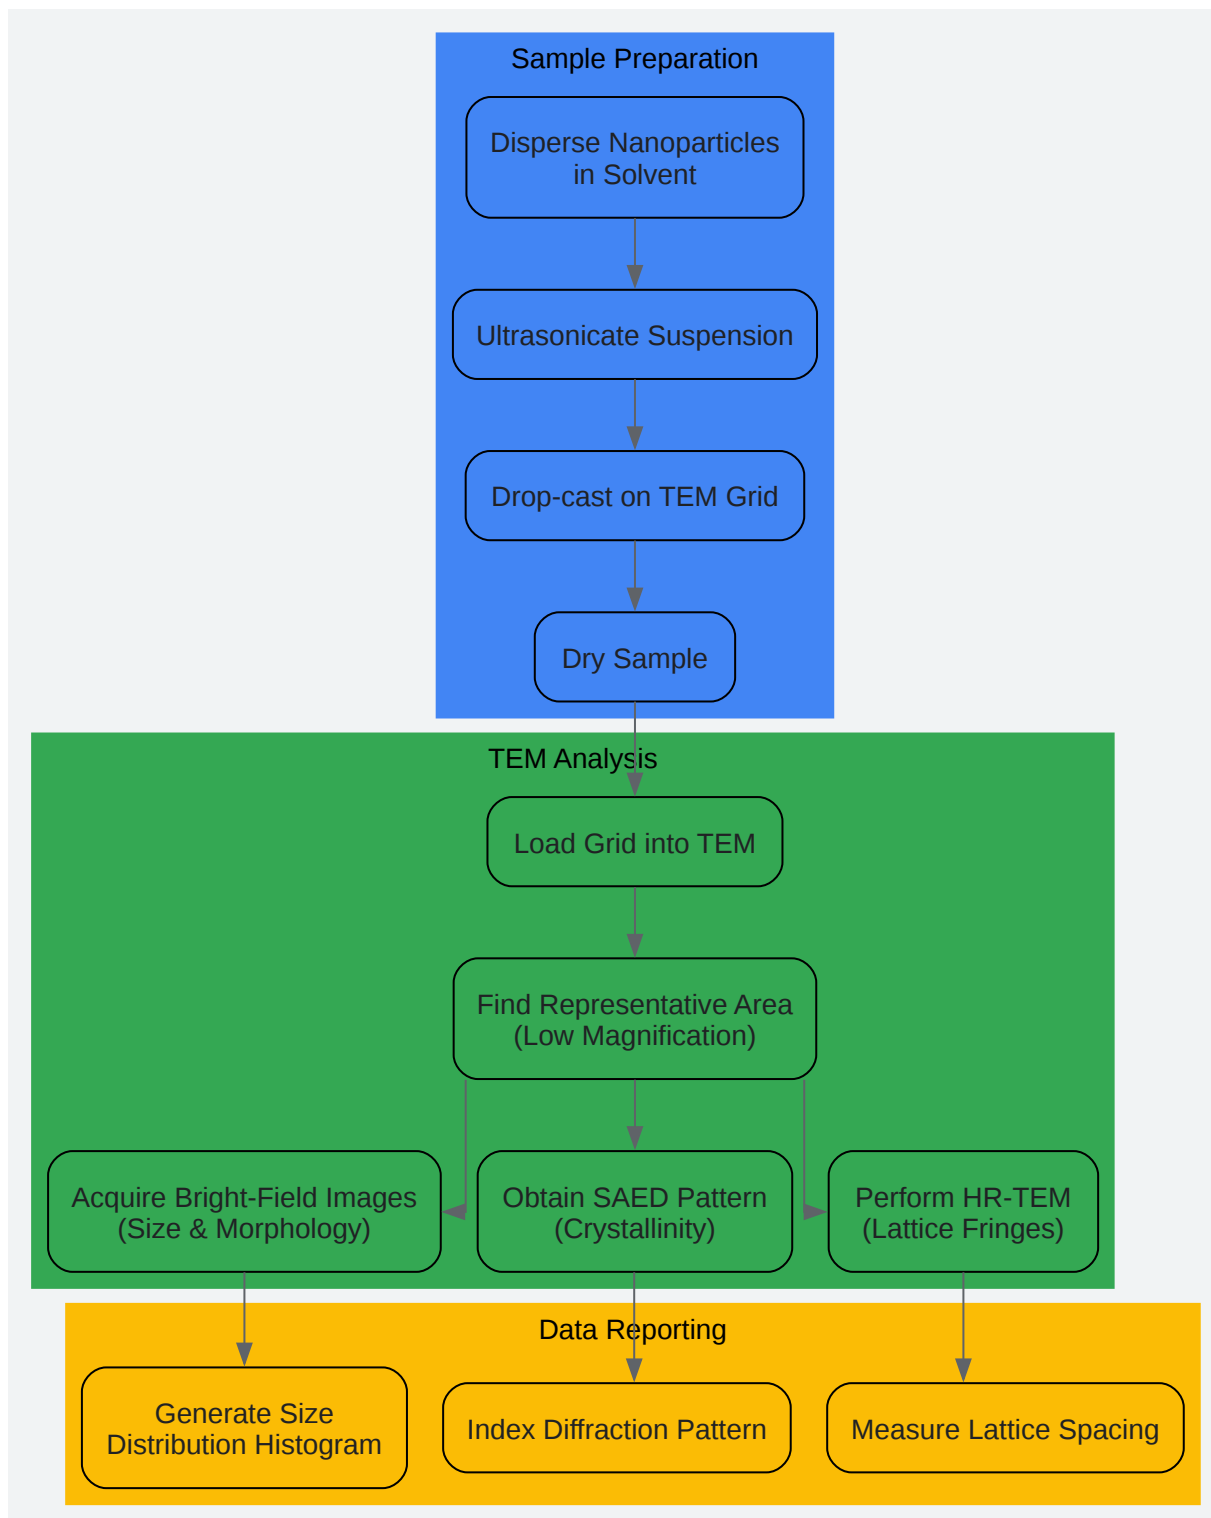 Sample Preparation
Disperse Nanoparticles
in Solvent
Ultrasonicate Suspension
Drop-cast on TEM Grid
Dry Sample
TEM Analysis
Load Grid into TEM
Find Representative Area
(Low Magnification)
Acquire Bright-Field Images
(Size & Morphology)
Obtain SAED Pattern
(Crystallinity)
Perform HR-TEM
(Lattice Fringes)
Data Reporting
Generate Size
Distribution Histogram
Index Diffraction Pattern
Measure Lattice Spacing